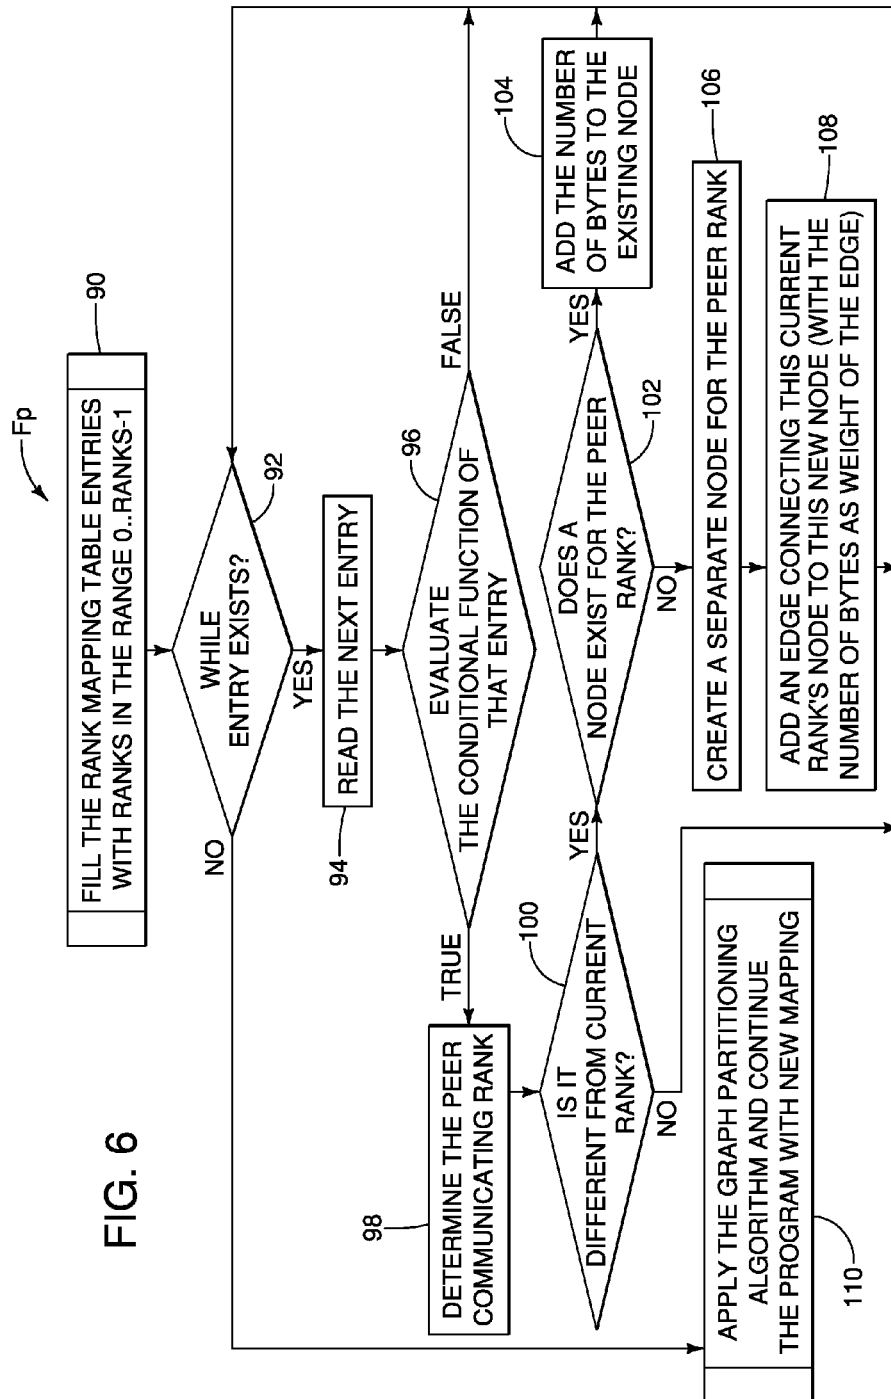 FIG. 6
Fp
90
FILL THE RANK MAPPING TABLE ENTRIES
WITH RANKS IN THE RANGE 0..RANKS-1
92
WHILE
ENTRY EXISTS?
NO
YES
94
READ THE NEXT ENTRY
96
EVALUATE
THE CONDITIONAL FUNCTION OF
THAT ENTRY
TRUE
FALSE
98
DETERMINE THE PEER
COMMUNICATING RANK
100
IS IT
DIFFERENT FROM CURRENT
RANK?
YES
NO
102
DOES A
NODE EXIST FOR THE PEER
RANK?
YES
NO
104
ADD THE NUMBER
OF BYTES TO THE
EXISTING NODE
106
CREATE A SEPARATE NODE FOR THE PEER RANK
108
ADD AN EDGE CONNECTING THIS CURRENT
RANK'S NODE TO THIS NEW NODE (WITH THE
NUMBER OF BYTES AS WEIGHT OF THE EDGE)
APPLY THE GRAPH PARTITIONING
ALGORITHM AND CONTINUE
THE PROGRAM WITH NEW MAPPING
110